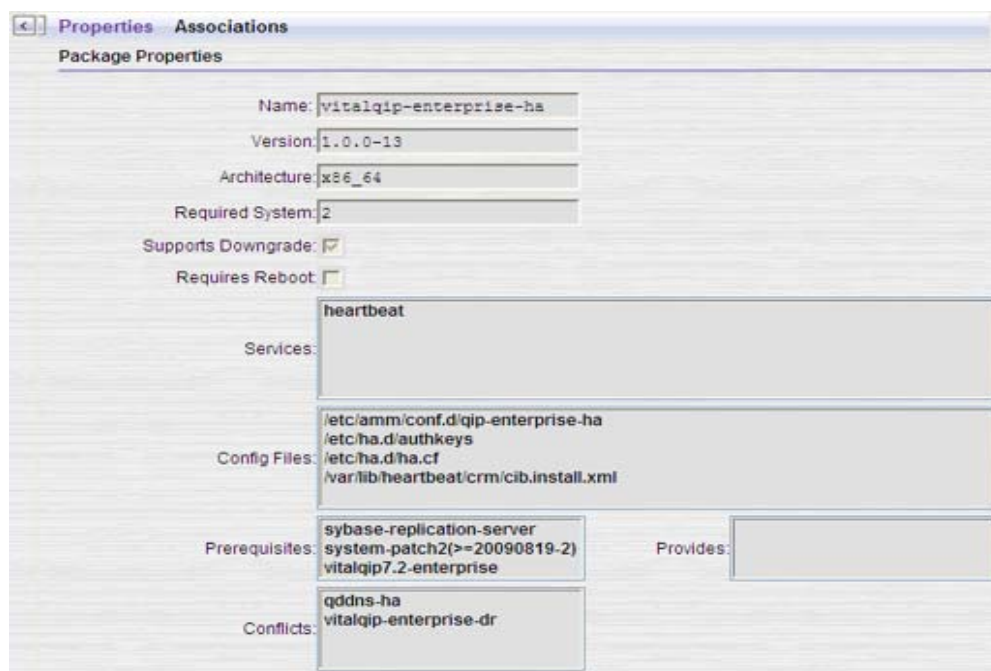 Properties Associations
Package Properties
Name: vitalqip-enterprise-ha
Version: 1.0.0-13
Architecture: x86_64
Required System: 2
Supports Downgrade:
Requires Reboot:
Services: heartbeat
Config Files: /etc/amm/conf.d/qip-enterprise-ha
/etc/ha.d/authkeys
/etc/ha.d/ha.cf
/var/lib/heartbeat/crm/cib.install.xml
Prerequisites: sybase-replication-server
system-patch2(>=20090819-2)
vitalqip7.2-enterprise
Provides:
Conflicts: qddns-ha
vitalqip-enterprise-dr